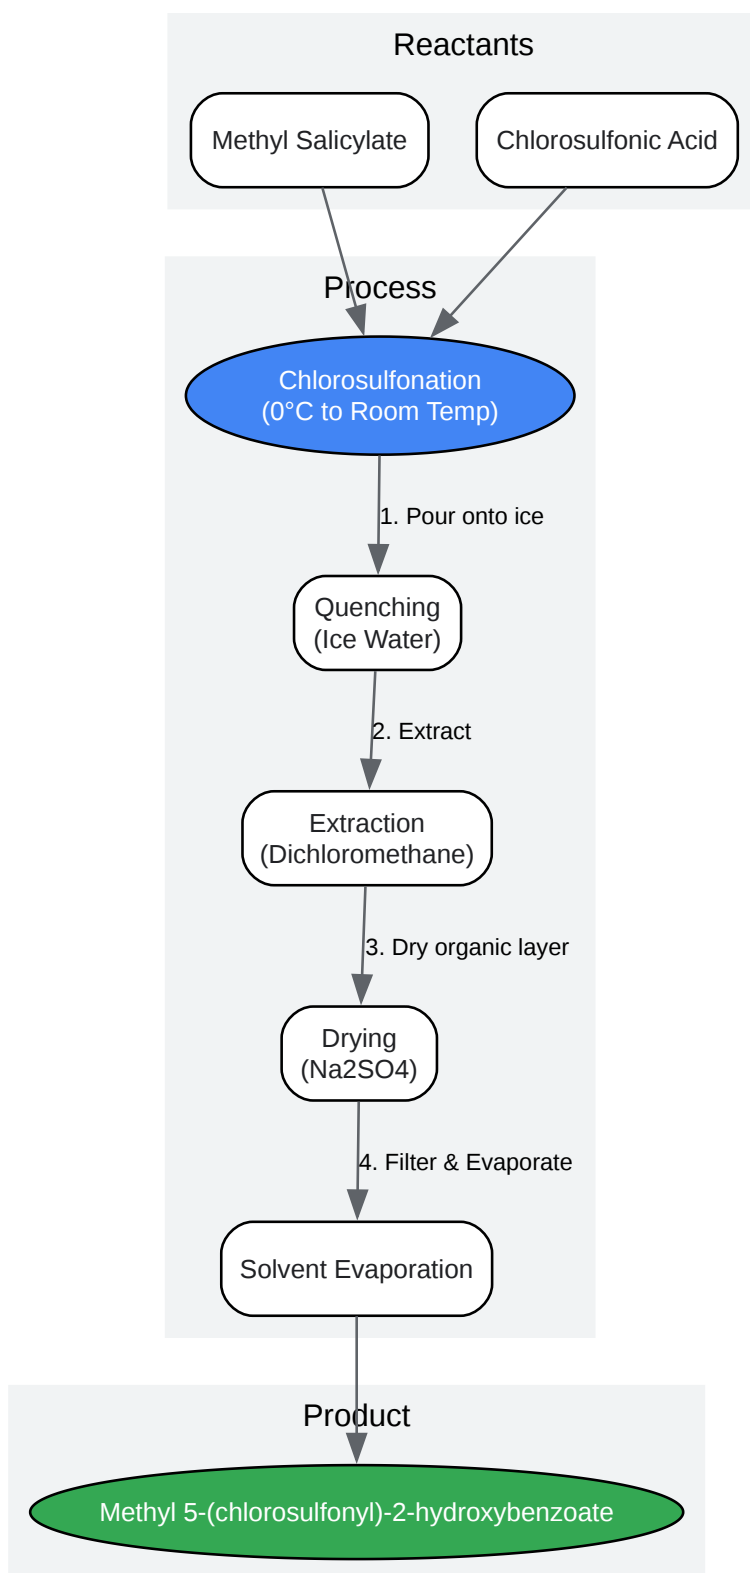 Reactants
Methyl Salicylate
Chlorosulfonic Acid
Process
Chlorosulfonation
(0°C to Room Temp)
1. Pour onto ice
Quenching
(Ice Water)
2. Extract
Extraction
(Dichloromethane)
3. Dry organic layer
Drying
(Na2SO4)
4. Filter & Evaporate
Solvent Evaporation
Product
Methyl 5-(chlorosulfonyl)-2-hydroxybenzoate